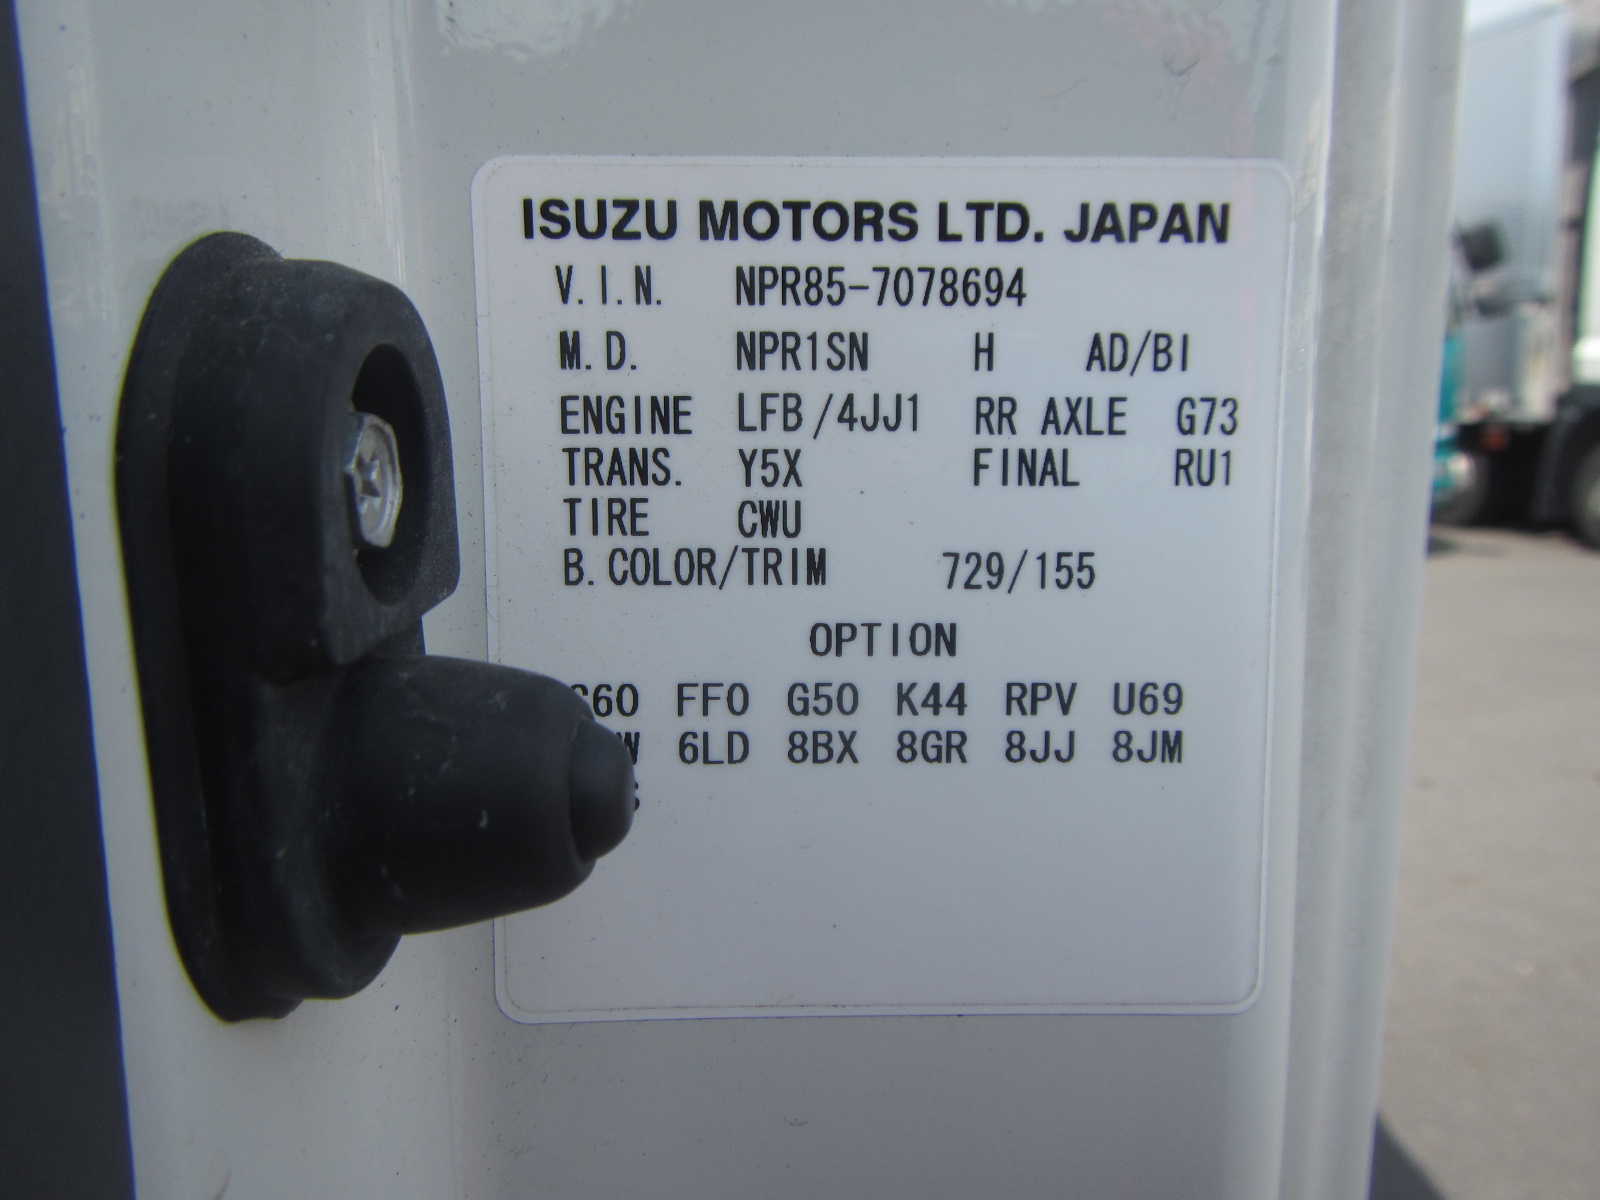 ISUZU MOTORS LTD. JAPAN
V.I.N. NPR85-7078694
M.D. NPR1SN H AD/BI
ENGINE LFB/4JJ1 RR AXLE G73
TRANS. Y5X FINAL RU1
TIRE CWU
B.COLOR/TRIM 729/155
OPTION
FF0 G50 K44 RPV U69
6LD 8BX 8GR 8JJ 8JM